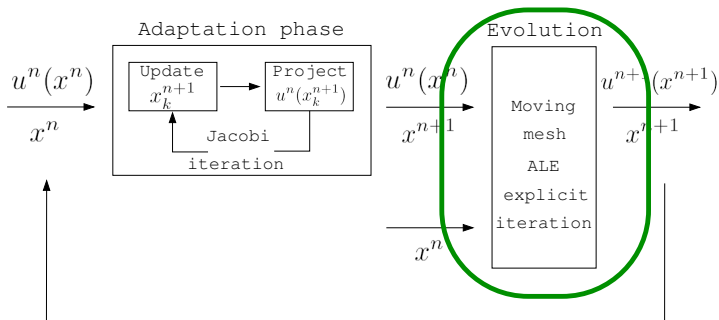 Adaptation phase
Evolution
Update
x_k^{n+1}
Project
u^n(x_k^{n+1})
Jacobi
iteration
u^n(x^n)
x^n
u^n(x^n)
x^{n+1}
x^n
Moving
mesh
ALE
explicit
iteration
u^{n+1}(x^{n+1})
x^{n+1}